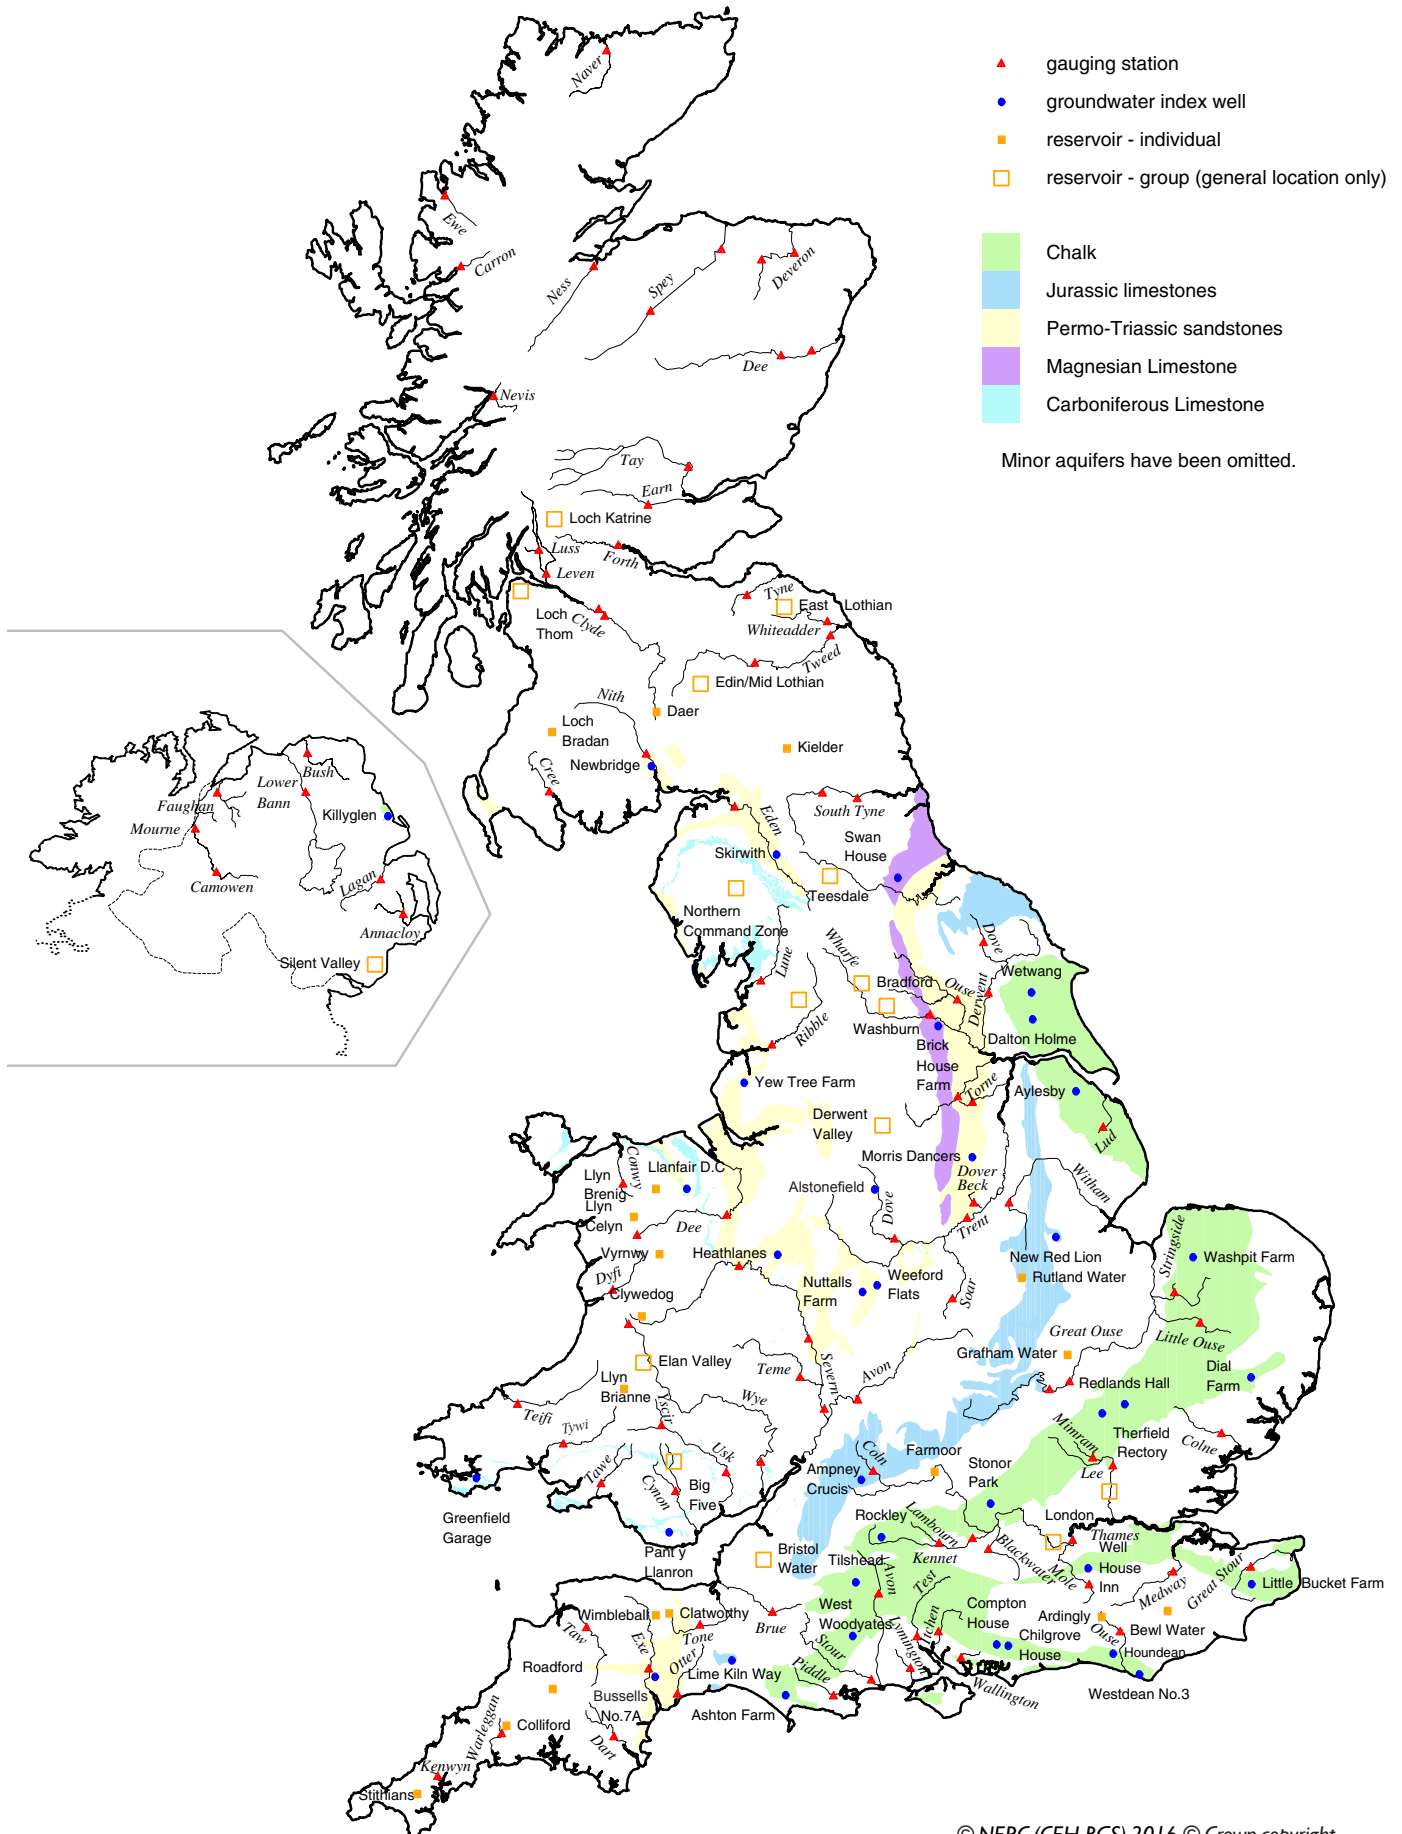 gauging station
groundwater index well
reservoir - individual
reservoir - group (general location only)
Chalk
Jurassic limestones
Permo-Triassic sandstones
Magnesian Limestone
Carboniferous Limestone
Minor aquifers have been omitted.
Naver
Ewe
Carron
Ness
Spey
Deveron
Dee
Nevis
Tay
Earn
Loch Katrine
Luss
Forth
Leven
Loch
Thom
Clyde
Tyne
East Lothian
Whiteadder
Tweed
Edin/Mid Lothian
Nith
Daer
Loch
Bradan
Kielder
Newbridge
Cree
Bush
Lower
Bann
Faughan
Killyglen
Mourne
Camowen
Lagan
Annacloy
Silent Valley
Eden
South Tyne
Swan
House
Skirwith
Teesdale
Northern
Command Zone
Lune
Wharfe
Dove
Wetwang
Bradford
Ouse
Derwent
Ribble
Washburn
Brick
House
Farm
Dalton Holme
Yew Tree Farm
Torne
Aylesby
Derwent
Valley
Lud
Morris Dancers
Conwy
Llanfair D.C
Dover
Beck
Witham
Llyn
Brenig
Alstonefield
Dove
Llyn
Celyn
Dee
Trent
Stringside
Vyrnwy
Heathlanes
New Red Lion
Washpit Farm
Dyfi
Nuttalls
Farm
Weeford
Flats
Soar
Rutland Water
Clywedog
Great Ouse
Little Ouse
Grafham Water
Elan Valley
Teme
Severn
Avon
Dial
Farm
Llyn
Brianne
Redlands Hall
Yscir
Wye
Teifi
Tywi
Mimram
Therfield
Rectory
Colne
Usk
Coln
Farmoor
Tawe
Cynon
Ampney
Crucis
Stonor
Park
Lee
Big
Five
Greenfield
Garage
Rockley
Lambourn
London
Thames
Pant y
Llanron
Bristol
Water
Tilshead
Kennet
Blackwater
Well
House
Inn
Mole
Avon
Test
Medway
Great Stour
Little Bucket Farm
Wimbleball
Clatworthy
West
Woodyates
Compton
House
Ardingly
Bewl Water
Taw
Exe
Tone
Brue
Lymington
Itchen
Chilgrove
House
Ouse
Houndean
Otter
Stour
Roadford
Lime Kiln Way
Piddle
Wallington
Westdean No.3
Bussells
No.7A
Ashton Farm
Warleggan
Colliford
Dart
Kenwyn
Stithians
© NERC (CEH BGS) 2016 © Crown copyright